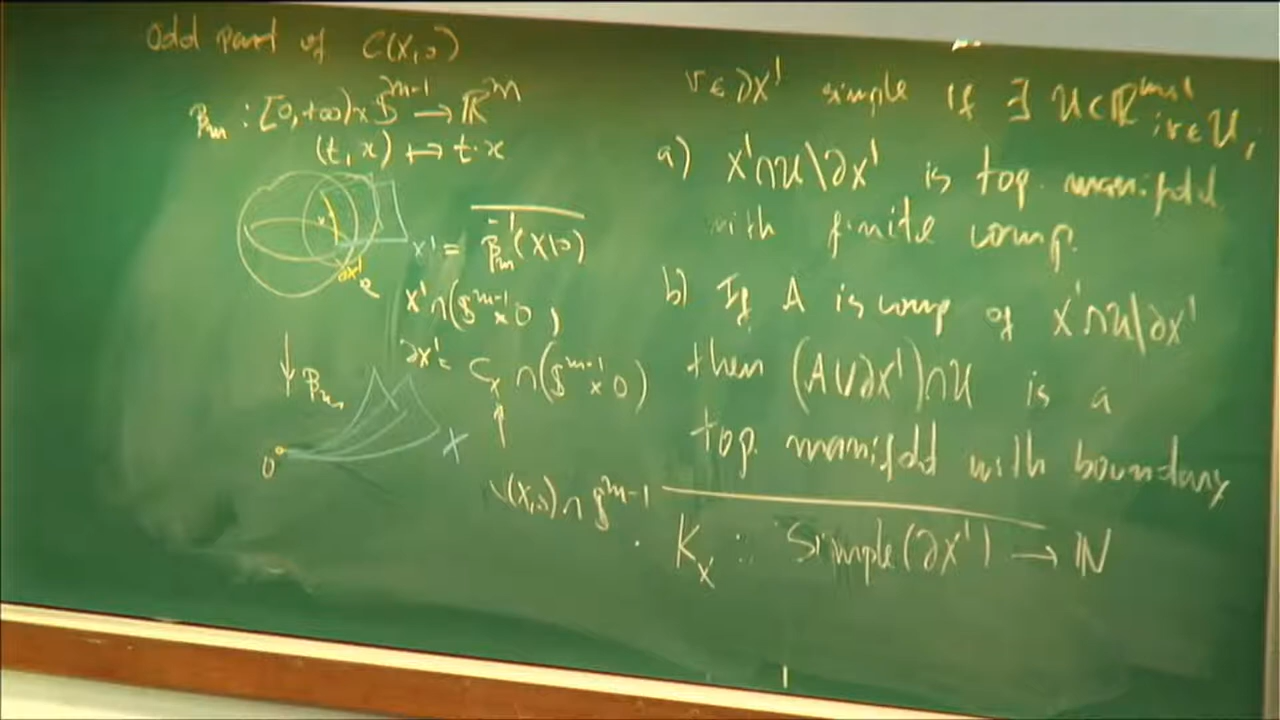 Odd part of C(X,0)
β_m : [0,+∞)×S^{m-1} → R^m
(t,x) ↦ t·x
X' = \overline{β_m^{-1}(X\0)}
X'∩(S^{m-1}×0)
∂X' = C_X ∩ (S^{m-1}×0)
↑
(X,0)∩S^{m-1}
∂X'
↓ β_m
0
X
v∈∂X' simple if ∃ U⊂R^{m+1}, v∈U,
a) X'∩U\∂X' is top. manifold
with finite comp.
b) If A is comp of X'∩U\∂X'
then (A∪∂X')∩U is a
top. manifold with boundary
K_X : Simple(∂X') → N